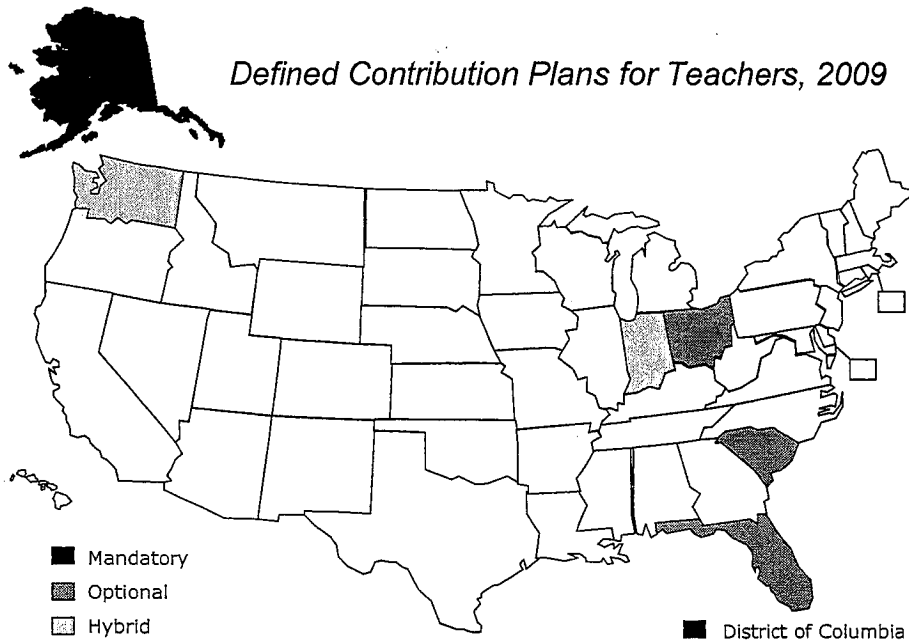 Defined Contribution Plans for Teachers, 2009
Mandatory
Optional
Hybrid
District of Columbia